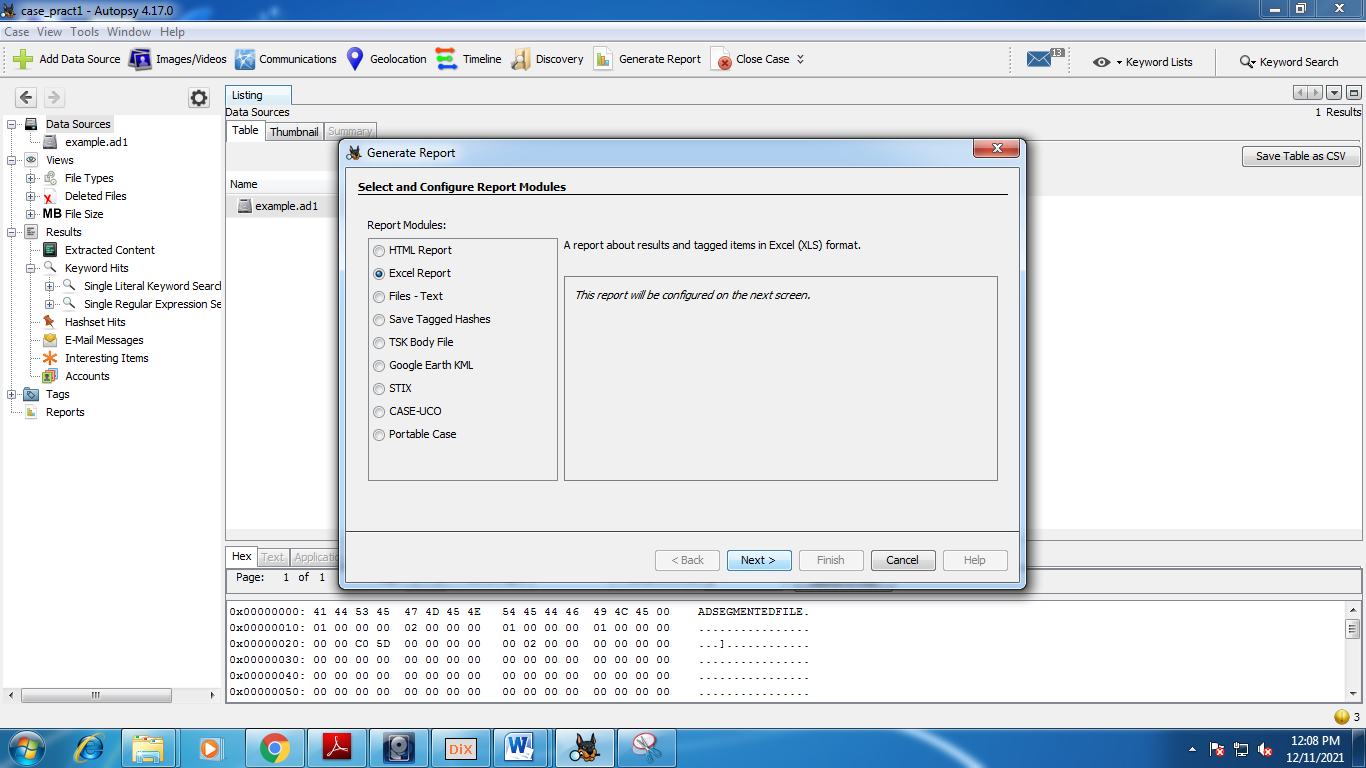 case_pract1 - Autopsy 4.17.0
Case View Tools Window Help
Add Data Source Images/Videos Communications Geolocation Timeline Discovery Generate Report Close Case 13 Keyword Lists Keyword Search
Listing
Data Sources 1 Results
Table Thumbnail Summary
Save Table as CSV
Name
example.ad1
Data Sources
example.ad1
Views
File Types
Deleted Files
MB File Size
Results
Extracted Content
Keyword Hits
Single Literal Keyword Search
Single Regular Expression Se
Hashset Hits
E-Mail Messages
Interesting Items
Accounts
Tags
Reports
Generate Report
Select and Configure Report Modules
Report Modules:
HTML Report
Excel Report
Files - Text
Save Tagged Hashes
TSK Body File
Google Earth KML
STIX
CASE-UCO
Portable Case
A report about results and tagged items in Excel (XLS) format.
This report will be configured on the next screen.
< Back Next > Finish Cancel Help
Hex Text Applicatio
Page: 1 of 1
0x00000000: 41 44 53 45 47 4D 45 4E 54 45 44 46 49 4C 45 00 ADSEGMENTEDFILE.
0x00000010: 01 00 00 00 02 00 00 00 01 00 00 00 01 00 00 00 ................
0x00000020: 00 00 C0 5D 00 00 00 00 00 02 00 00 00 00 00 00 ...]............
0x00000030: 00 00 00 00 00 00 00 00 00 00 00 00 00 00 00 00 ................
0x00000040: 00 00 00 00 00 00 00 00 00 00 00 00 00 00 00 00 ................
0x00000050: 00 00 00 00 00 00 00 00 00 00 00 00 00 00 00 00 ................
3
DiX
12:08 PM
12/11/2021